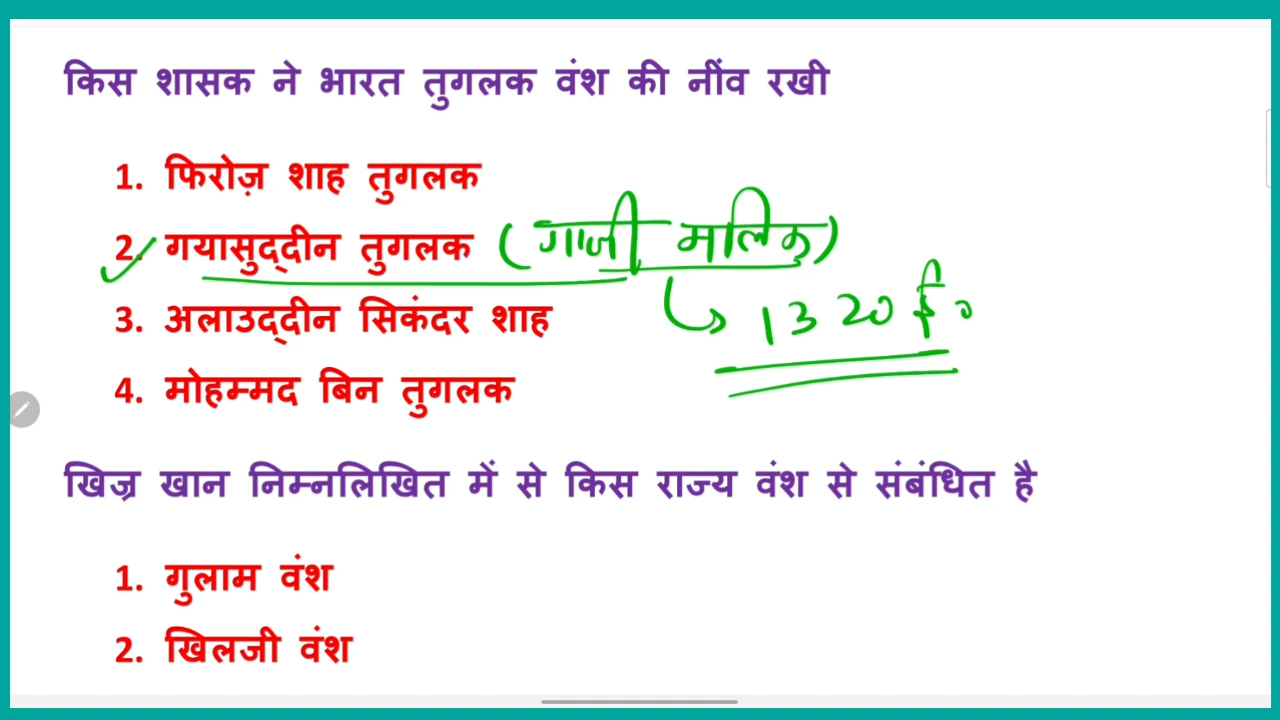 किस शासक ने भारत तुगलक वंश की नींव रखी
1. फिरोज़ शाह तुगलक
2. गयासुद्दीन तुगलक (गाजी मलिक)
3. अलाउद्दीन सिकंदर शाह
1320 ई०
4. मोहम्मद बिन तुगलक
खिज्र खान निम्नलिखित में से किस राज्य वंश से संबंधित है
1. गुलाम वंश
2. खिलजी वंश